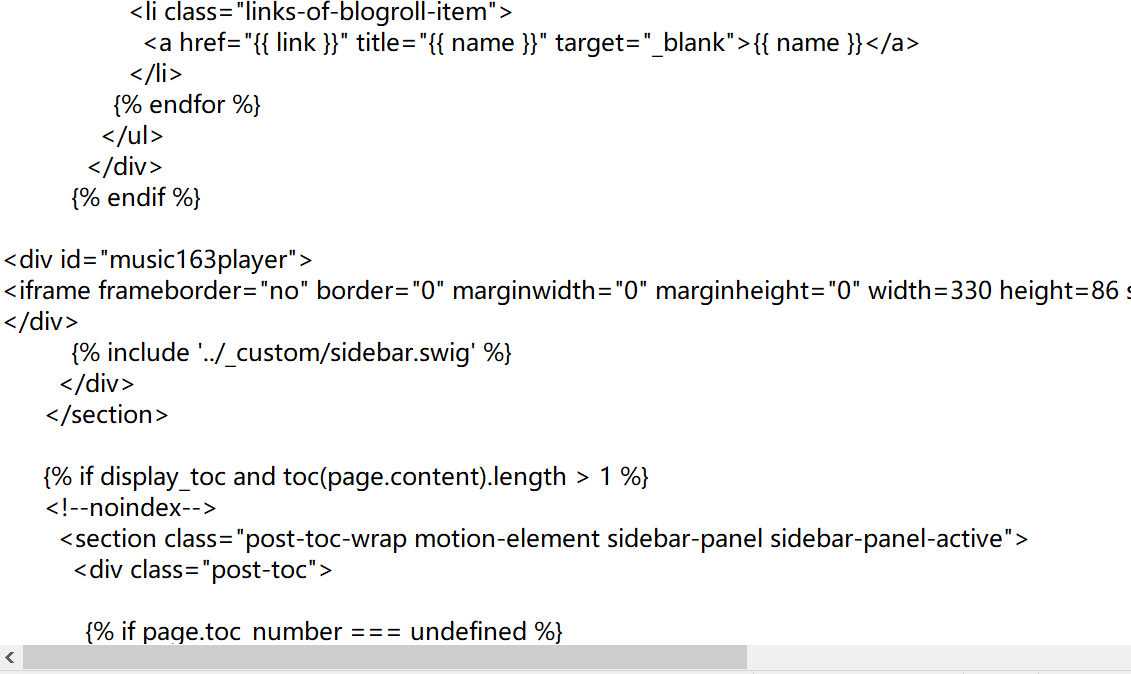 <li class="links-of-blogroll-item">
<a href="{{ link }}" title="{{ name }}" target="_blank">{{ name }}</a>
</li>
{% endfor %}
</ul>
</div>
{% endif %}
<div id="music163player">
<iframe frameborder="no" border="0" marginwidth="0" marginheight="0" width=330 height=86 s
</div>
{% include '../_custom/sidebar.swig' %}
</div>
</section>
{% if display_toc and toc(page.content).length > 1 %}
<!--noindex-->
<section class="post-toc-wrap motion-element sidebar-panel sidebar-panel-active">
<div class="post-toc">
{% if page.toc_number === undefined %}